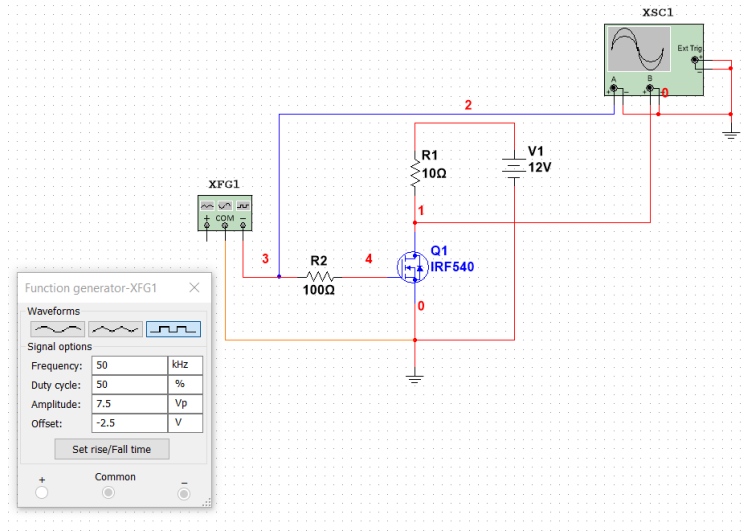 XSC1
Ext Trig
+
-
A
B
+ - + -
0
2
R1
10Ω
V1
12V
XFG1
+ COM -
1
3
R2
4
100Ω
Q1
IRF540
0
Function generator-XFG1
Waveforms
Signal options
Frequency: 50 kHz
Duty cycle: 50 %
Amplitude: 7.5 Vp
Offset: -2.5 V
Set rise/Fall time
+ Common -